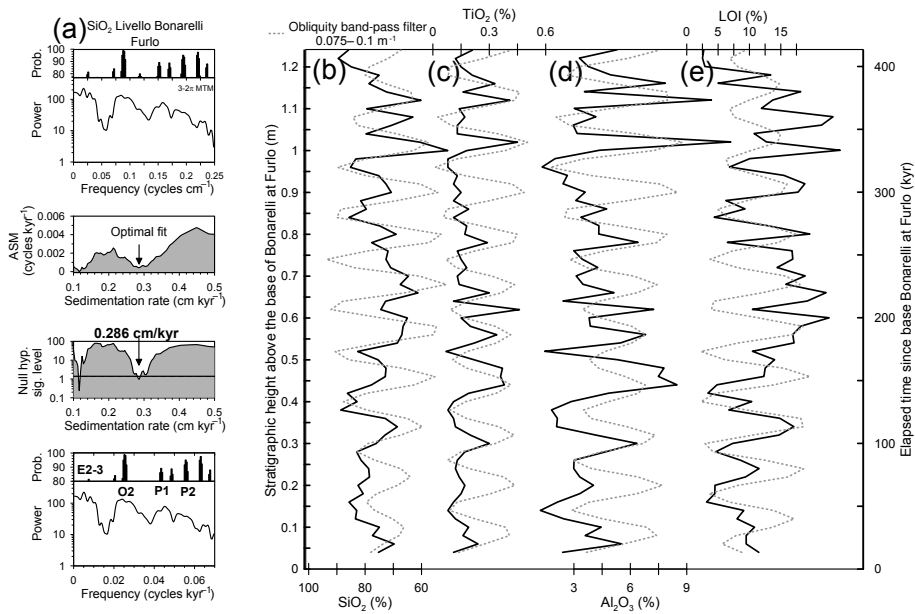 (a)
SiO2 Livello Bonarelli
Furlo
Prob.
100
90
80
3-2π MTM
Power
100
10
1
0 0.05 0.10 0.15 0.20 0.25
Frequency (cycles cm⁻¹)
ASM
(cycles kyr⁻¹)
0.006
0.004
0.002
0
Optimal fit
0.1 0.2 0.3 0.4 0.5
Sedimentation rate (cm kyr⁻¹)
0.286 cm/kyr
Null hyp.
sig. level
100
10
1
0.1
0.1 0.2 0.3 0.4 0.5
Sedimentation rate (cm kyr⁻¹)
Prob.
100
90
80
E2-3
O2 P1 P2
Power
100
10
1
0 0.02 0.04 0.06
Frequency (cycles kyr⁻¹)
Obliquity band-pass filter
0.075–0.1 m⁻¹
TiO2 (%)
0 0.3 0.6
LOI (%)
0 5 10 15
(b) (c) (d) (e)
Stratigraphic height above the base of Bonarelli at Furlo (m)
1.2
1.1
1.0
0.9
0.8
0.7
0.6
0.5
0.4
0.3
0.2
0.1
0
100 80 60
SiO2 (%)
3 6 9
Al2O3 (%)
400
300
200
100
0
Elapsed time since base Bonarelli at Furlo (kyr)